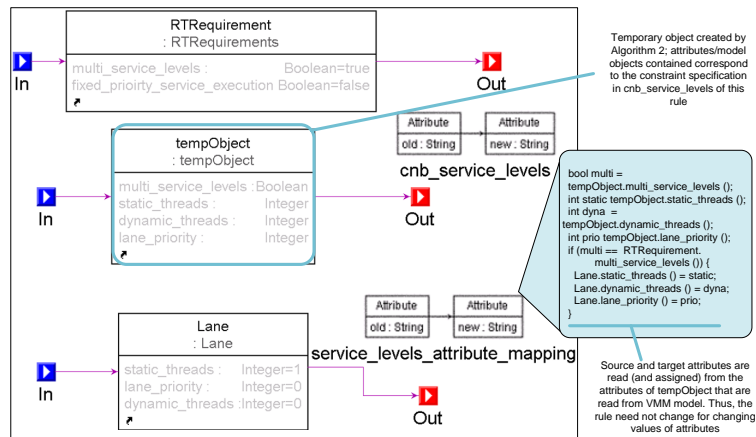 RTRequirement
: RTRequirements
multi_service_levels : Boolean=true
fixed_prioirty_service_execution Boolean=false
In
Out
tempObject
: tempObject
multi_service_levels :Boolean
static_threads : Integer
dynamic_threads : Integer
lane_priority : Integer
In
Out
Attribute
old : String
Attribute
new : String
cnb_service_levels
Attribute
old : String
Attribute
new : String
service_levels_attribute_mapping
Lane
: Lane
static_threads : Integer=1
lane_priority : Integer=0
dynamic_threads :Integer=0
In
Out
Temporary object created by
Algorithm 2; attributes/model
objects contained correspond
to the constraint specification
in cnb_service_levels of this
rule
bool multi =
tempObject.multi_service_levels ();
int static tempObject.static_threads ();
int dyna =
tempObject.dynamic_threads ();
int prio tempObject.lane_priority ();
if (multi == RTRequirement.
multi_service_levels ()) {
Lane.static_threads () = static;
Lane.dynamic_threads () = dyna;
Lane.lane_priority () = prio;
}
Source and target attributes are
read (and assigned) from the
attributes of tempObject that are
read from VMM model. Thus, the
rule need not change for changing
values of attributes